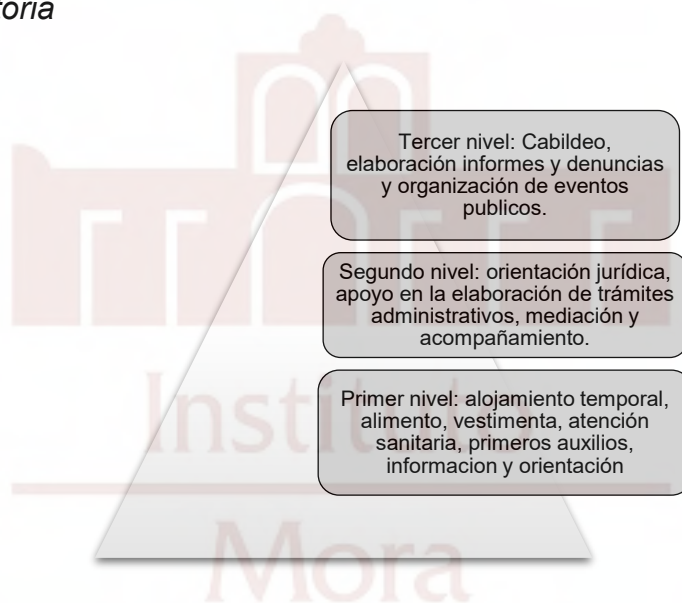 toria
Tercer nivel: Cabildeo,
elaboración informes y denuncias
y organización de eventos
publicos.
Segundo nivel: orientación jurídica,
apoyo en la elaboración de trámites
administrativos, mediación y
acompañamiento.
Primer nivel: alojamiento temporal,
alimento, vestimenta, atención
sanitaria, primeros auxilios,
informacion y orientación
Instituto
Mora